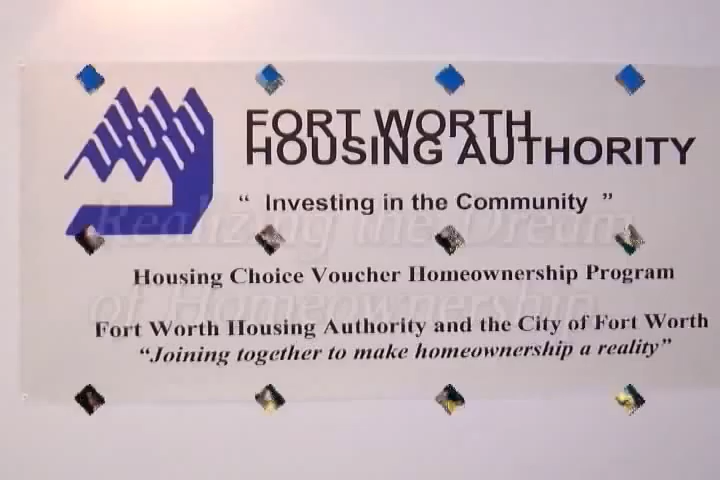 FORT WORTH
HOUSING AUTHORITY
“ Investing in the Community ”
Realizing the Dream
Housing Choice Voucher Homeownership Program
of Homeownership
Fort Worth Housing Authority and the City of Fort Worth
“Joining together to make homeownership a reality”